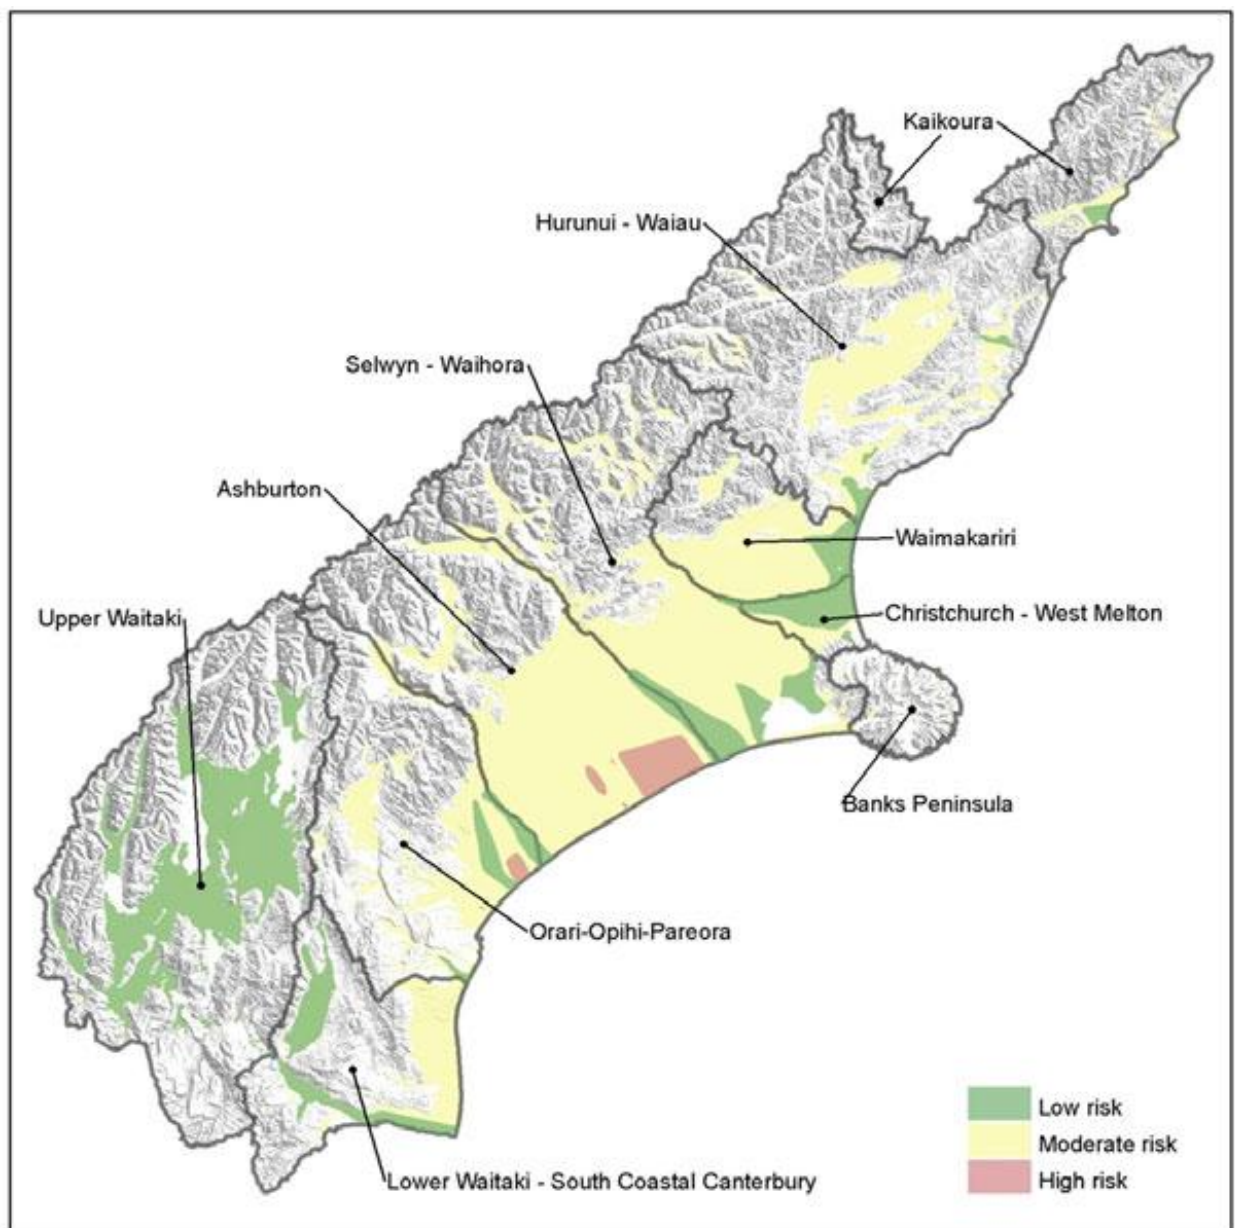 Kaikoura
Hurunui - Waiau
Selwyn - Waihora
Ashburton
Waimakariri
Upper Waitaki
Christchurch - West Melton
Banks Peninsula
Orari-Opihi-Pareora
Low risk
Moderate risk
High risk
Lower Waitaki - South Coastal Canterbury